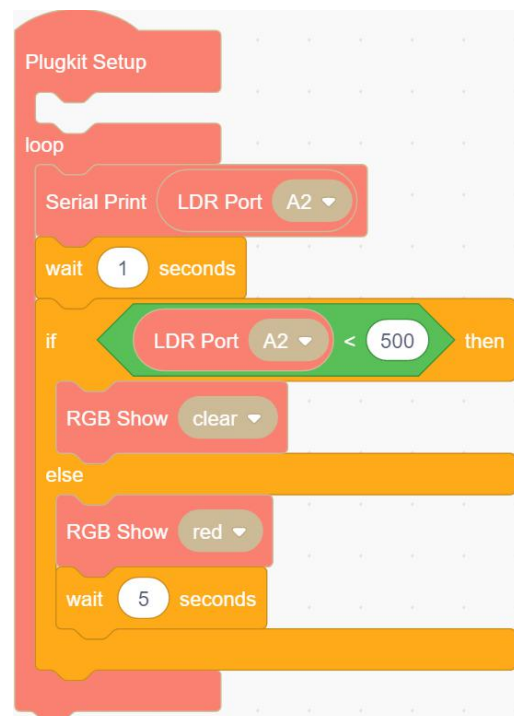 Plugkit Setup
loop
Serial Print LDR Port A2
wait 1 seconds
if LDR Port A2 < 500 then
RGB Show clear
else
RGB Show red
wait 5 seconds